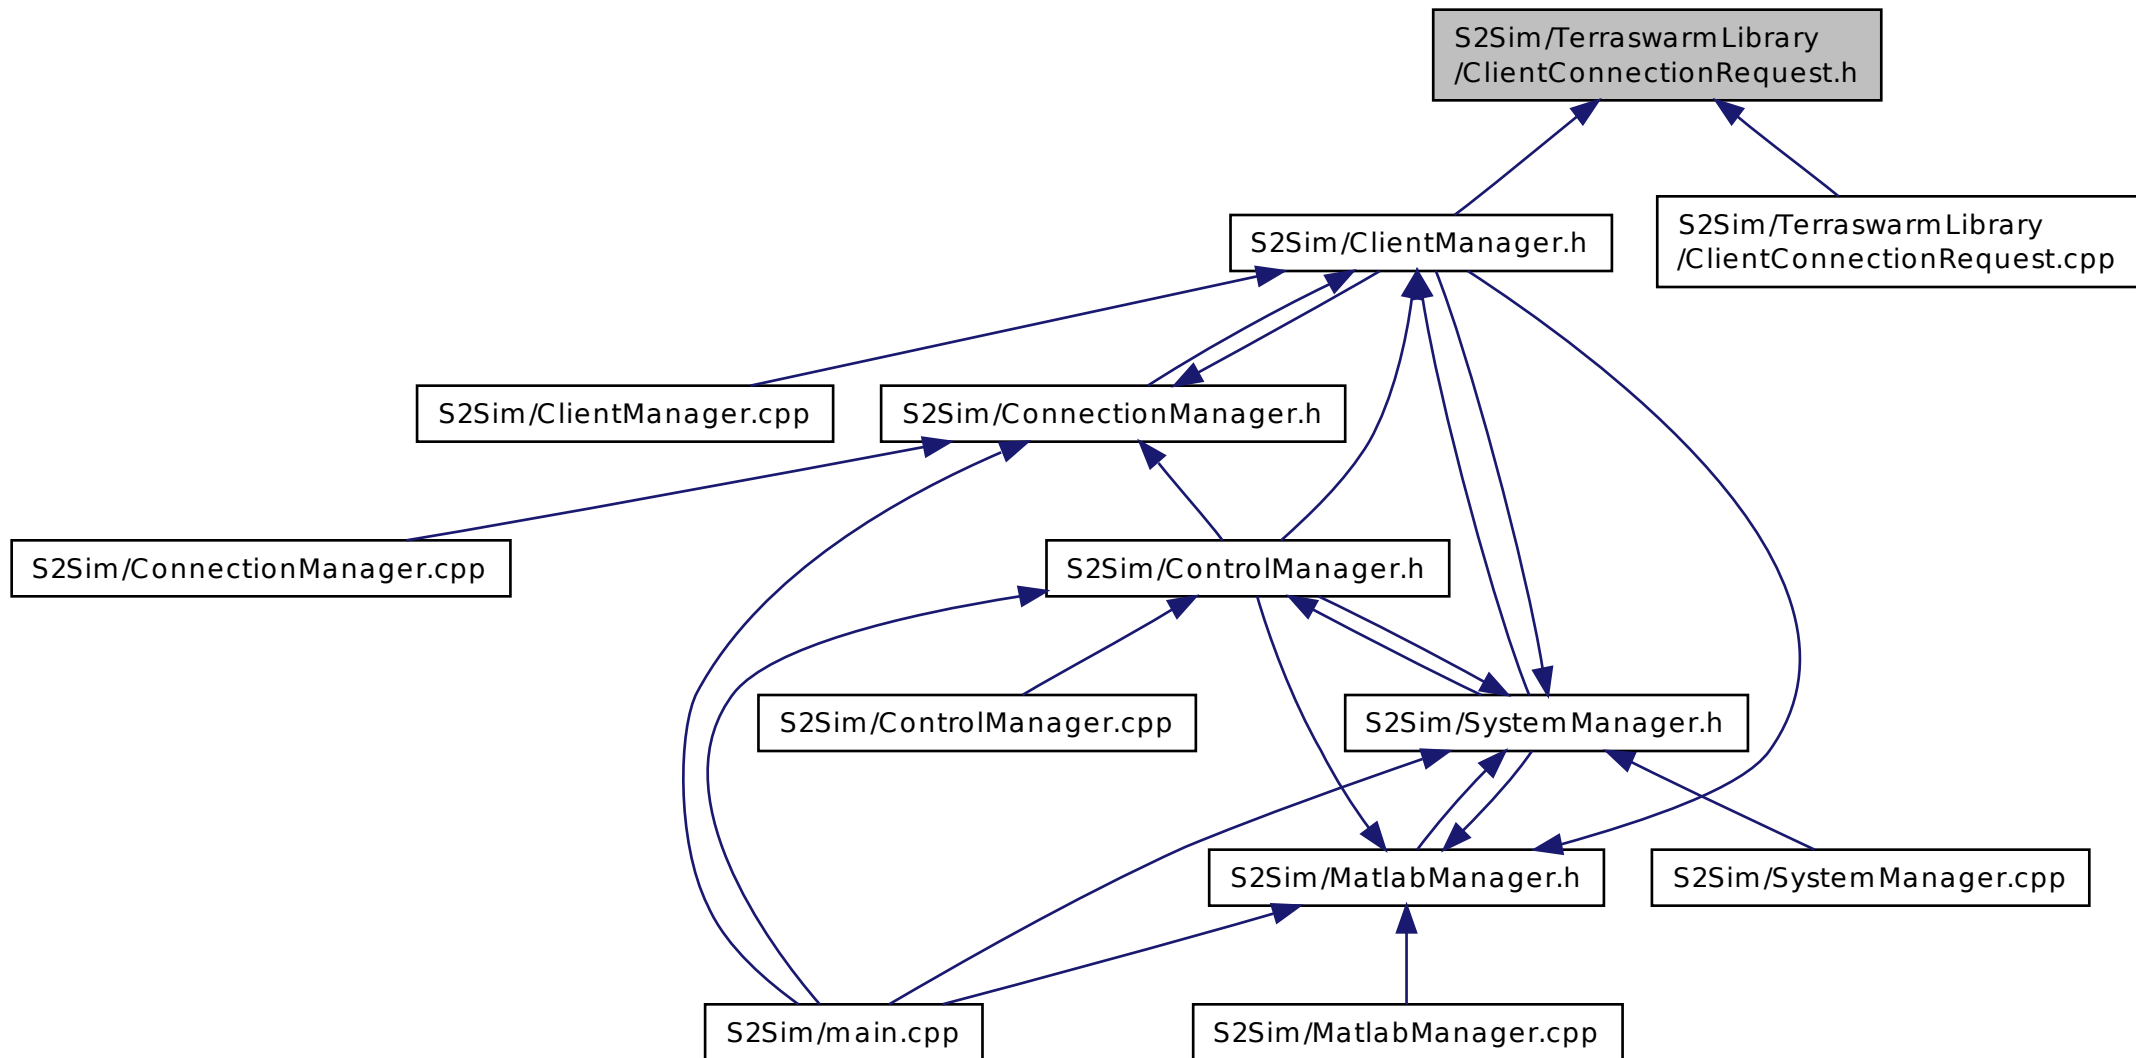 S2Sim/TerraswarmLibrary
/ClientConnectionRequest.h
S2Sim/ClientManager.h
S2Sim/TerraswarmLibrary
/ClientConnectionRequest.cpp
S2Sim/ClientManager.cpp
S2Sim/ConnectionManager.h
S2Sim/ConnectionManager.cpp
S2Sim/ControlManager.h
S2Sim/ControlManager.cpp
S2Sim/SystemManager.h
S2Sim/MatlabManager.h
S2Sim/SystemManager.cpp
S2Sim/main.cpp
S2Sim/MatlabManager.cpp